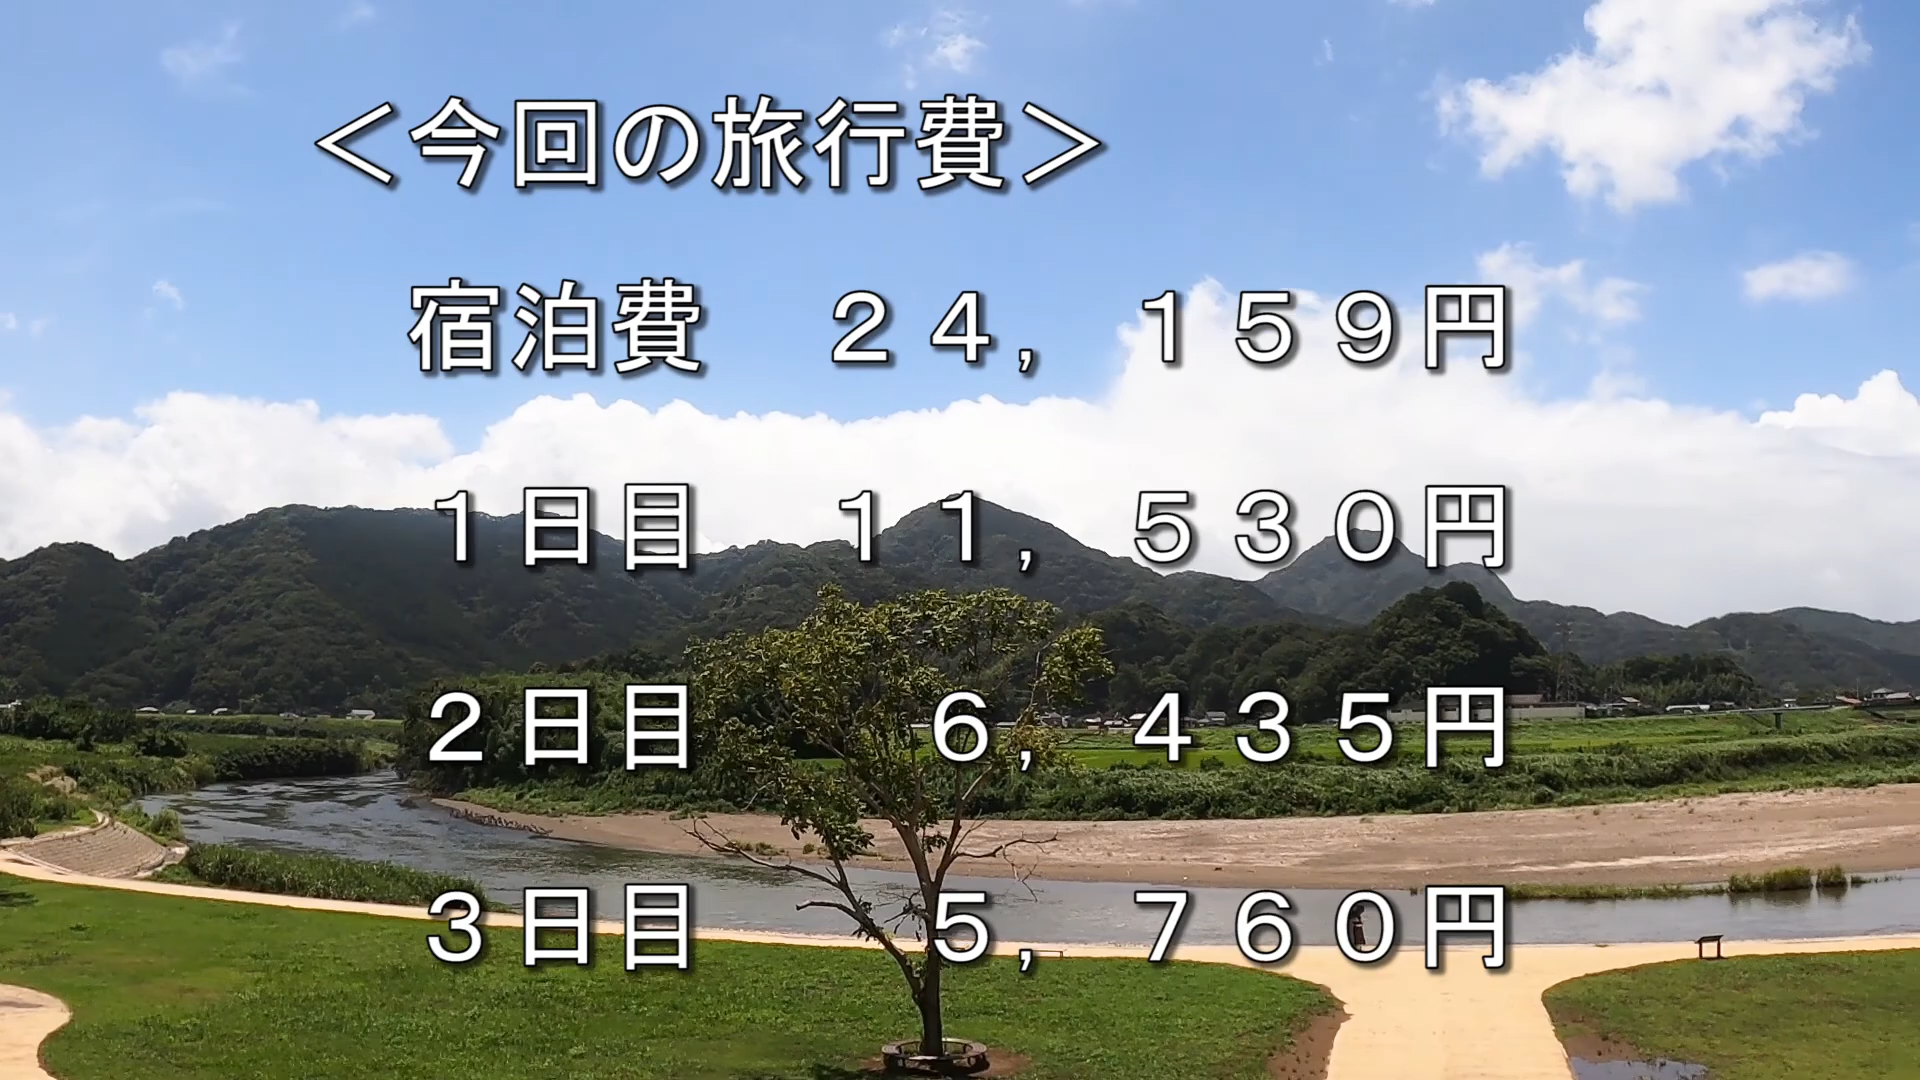 ＜今回の旅行費＞
宿泊費　２４，１５９円
１日目　１１，５３０円
２日目　　６，４３５円
３日目　　５，７６０円